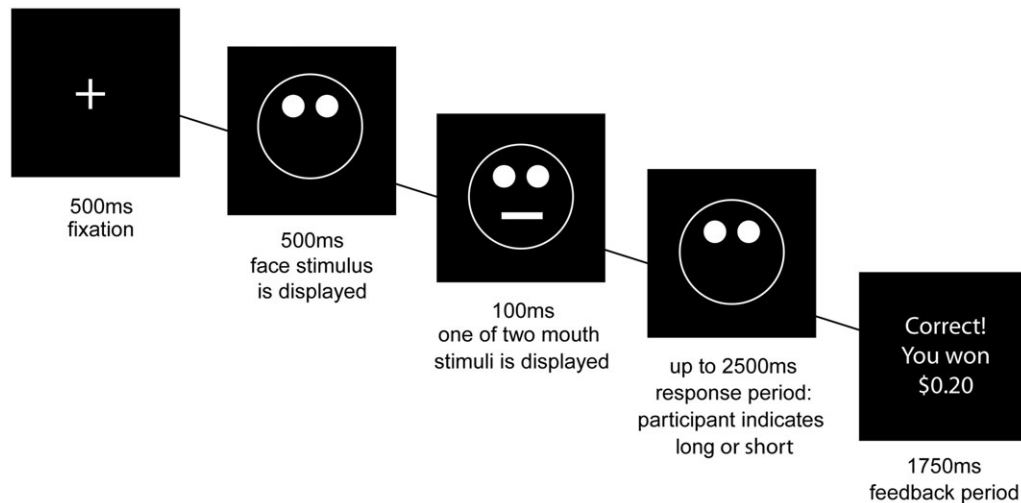 500ms
fixation
500ms
face stimulus
is displayed
100ms
one of two mouth
stimuli is displayed
up to 2500ms
response period:
participant indicates
long or short
Correct!
You won
$0.20
1750ms
feedback period